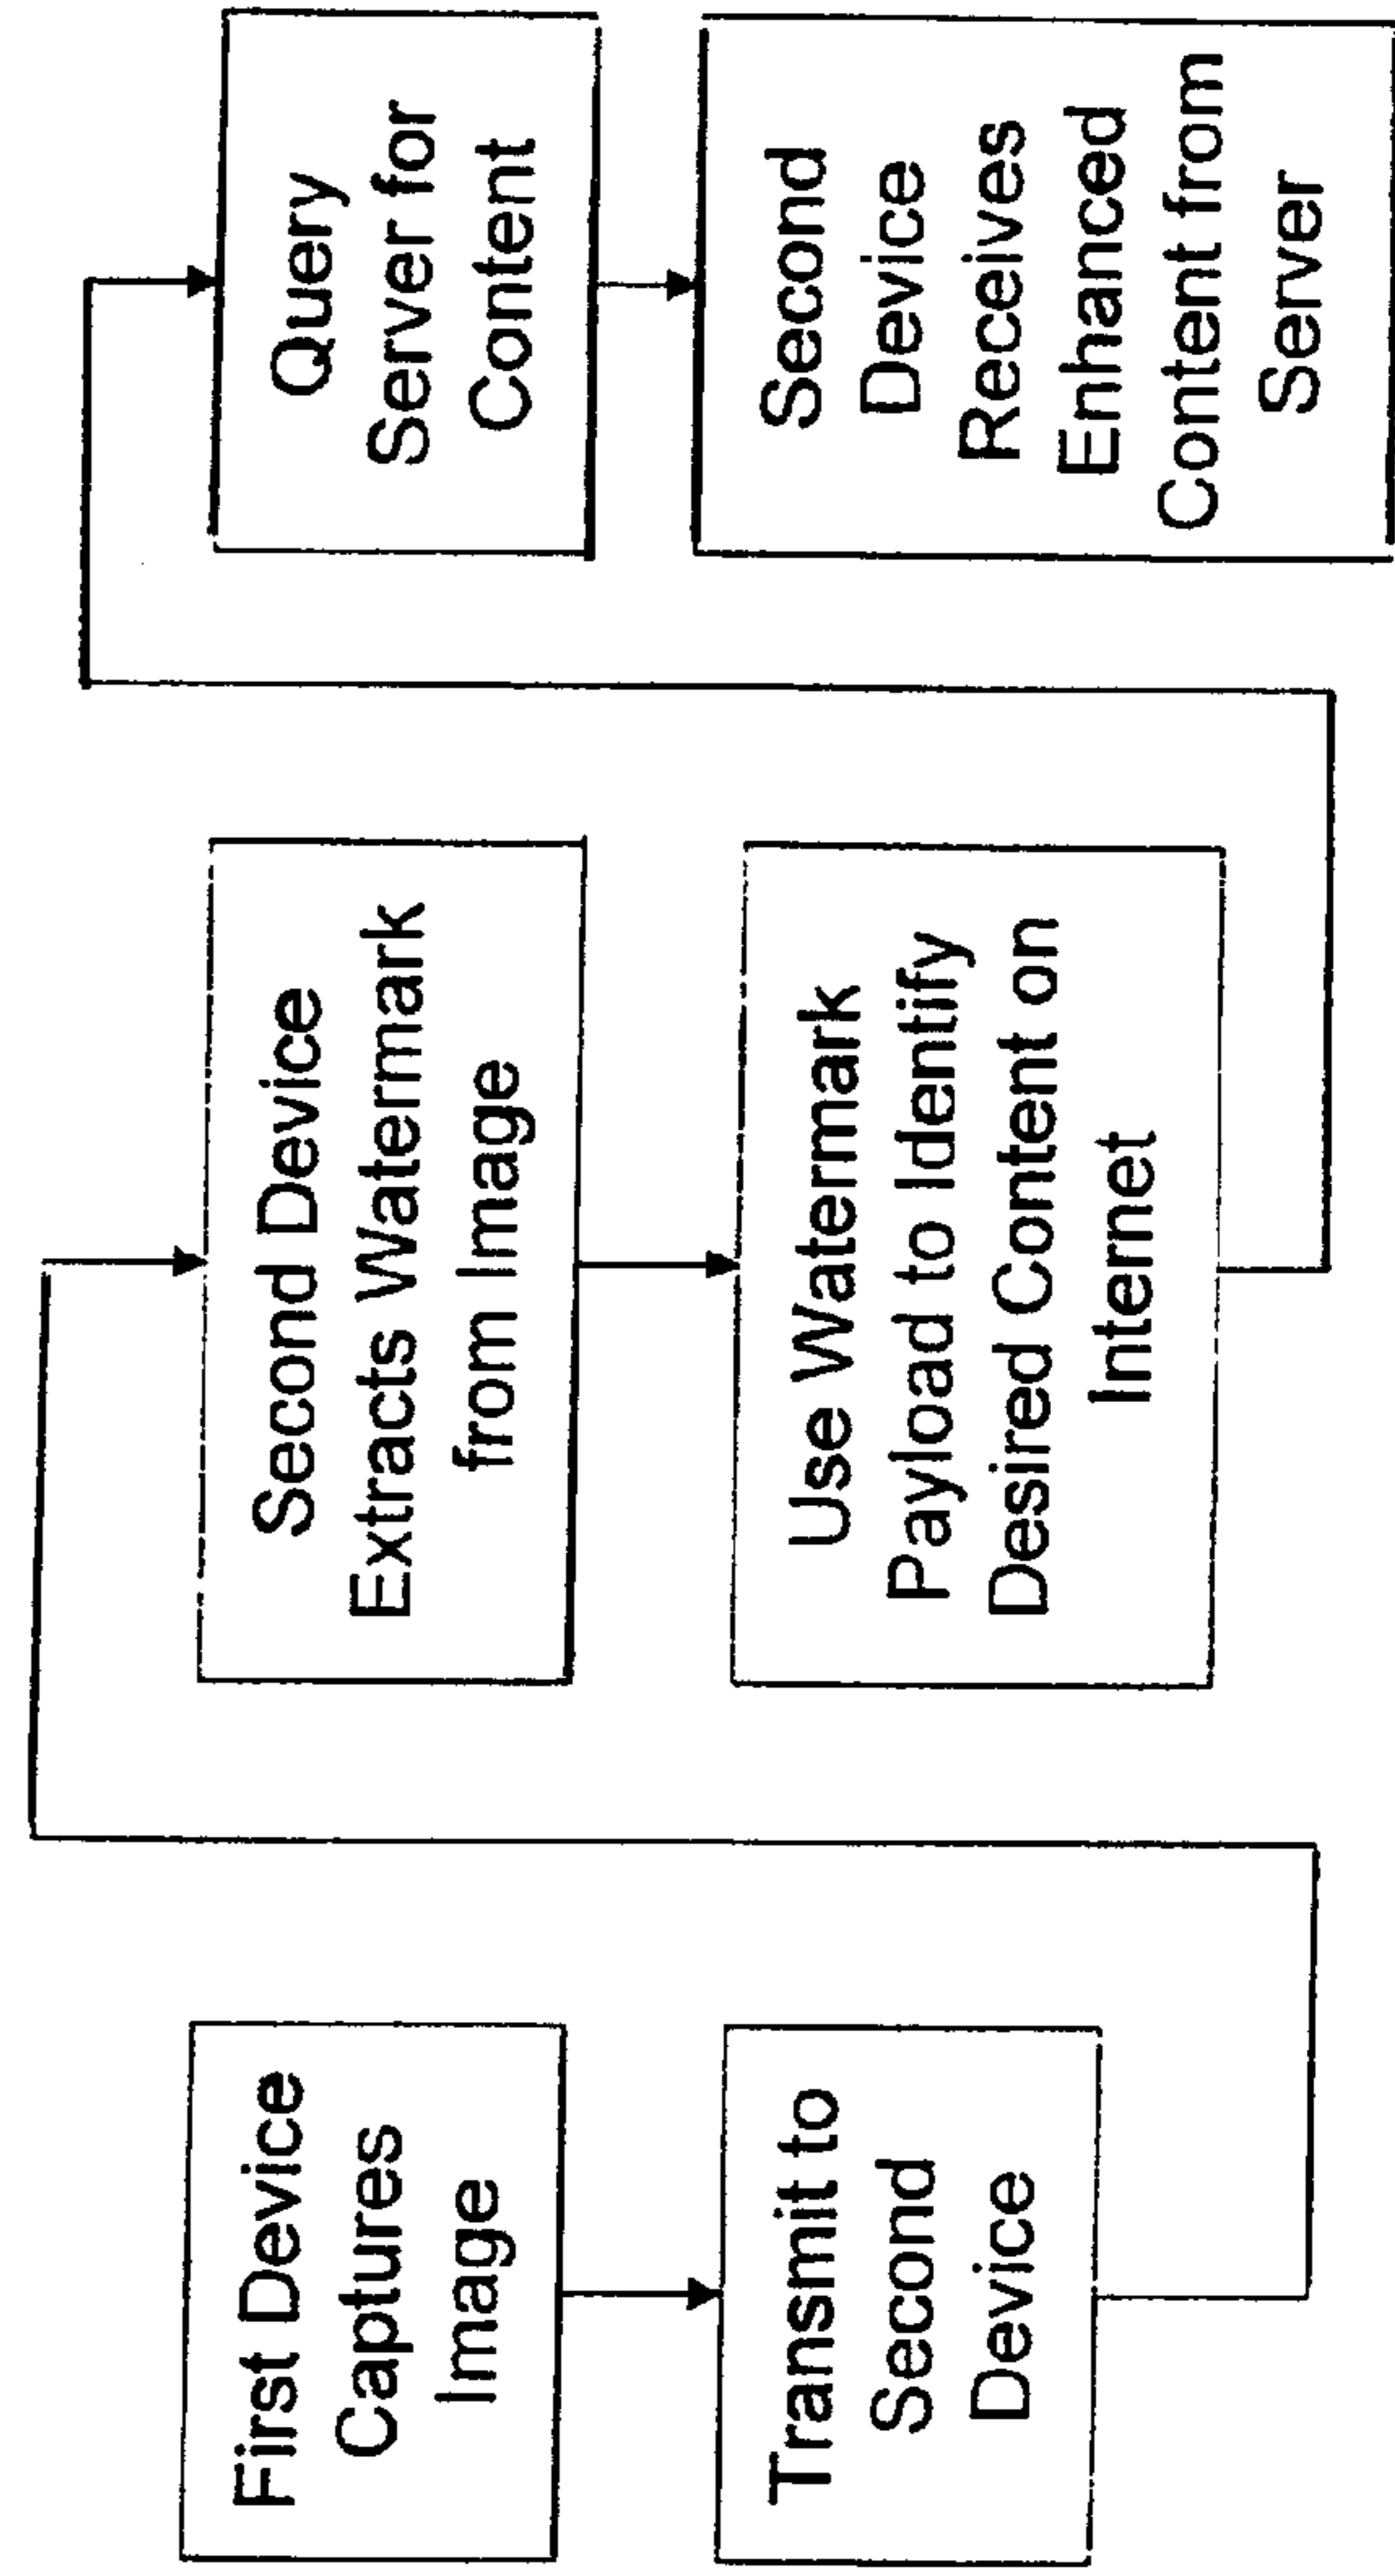 First Device
Captures
Image
Transmit to
Second
Device
Second Device
Extracts Watermark
from Image
Use Watermark
Payload to Identify
Desired Content on
Internet
Query
Server for
Content
Second
Device
Receives
Enhanced
Content from
Server